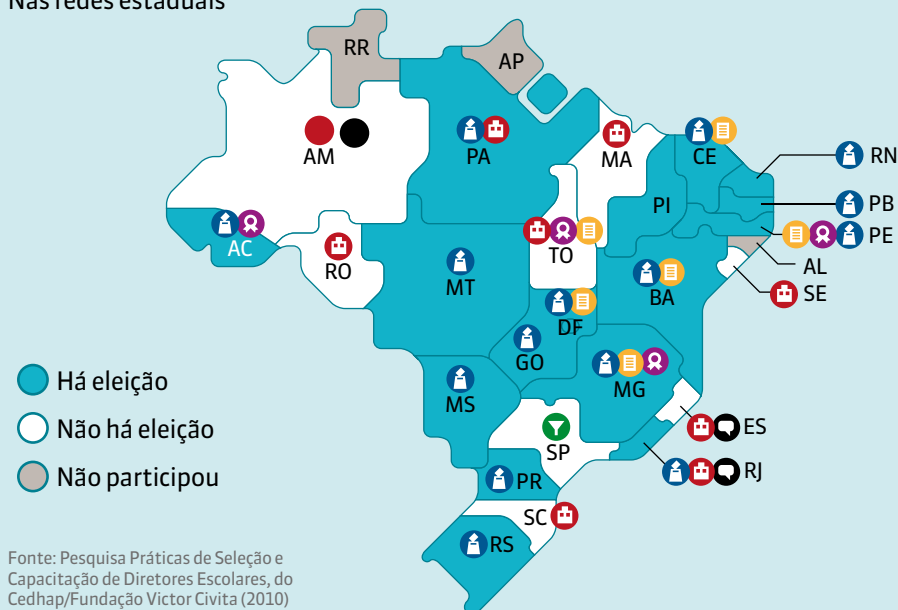 Nas redes estaduais
RR
AP
AM
PA
MA
CE
RN
PI
PB
PE
AC
RO
TO
AL
MT
BA
SE
DF
GO
Há eleição
MS
MG
Não há eleição
ES
SP
RJ
Não participou
PR
SC
RS
Fonte: Pesquisa Práticas de Seleção e
Capacitação de Diretores Escolares, do
Cedhap/Fundação Victor Civita (2010)